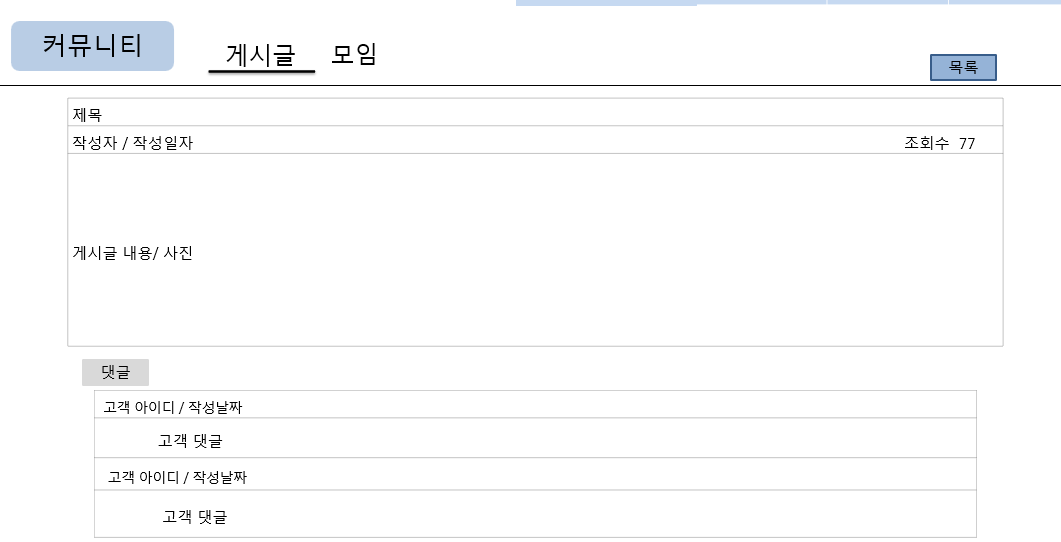 커뮤니티
게시글 모임
목록
제목
작성자 / 작성일자 조회수 77
게시글 내용/ 사진
댓글
고객 아이디 / 작성날짜
고객 댓글
고객 아이디 / 작성날짜
고객 댓글